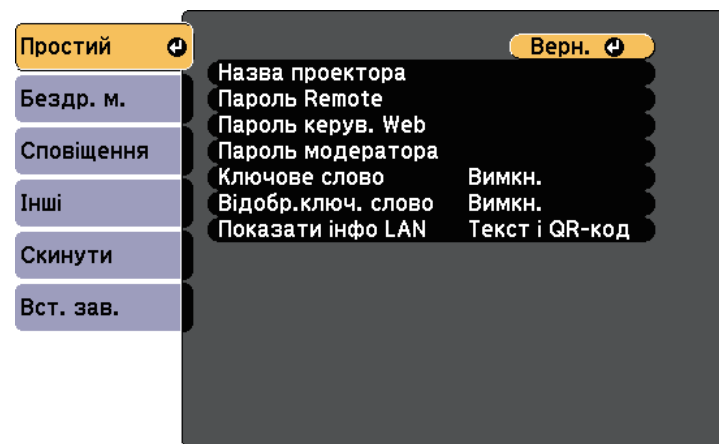 Простий
Бездр. м.
Сповіщення
Інші
Скинути
Вст. зав.
Верн.
Назва проектора
Пароль Remote
Пароль керув. Web
Пароль модератора
Ключове слово Вимкн.
Відобр.ключ. слово Вимкн.
Показати інфо LAN Текст і QR-код